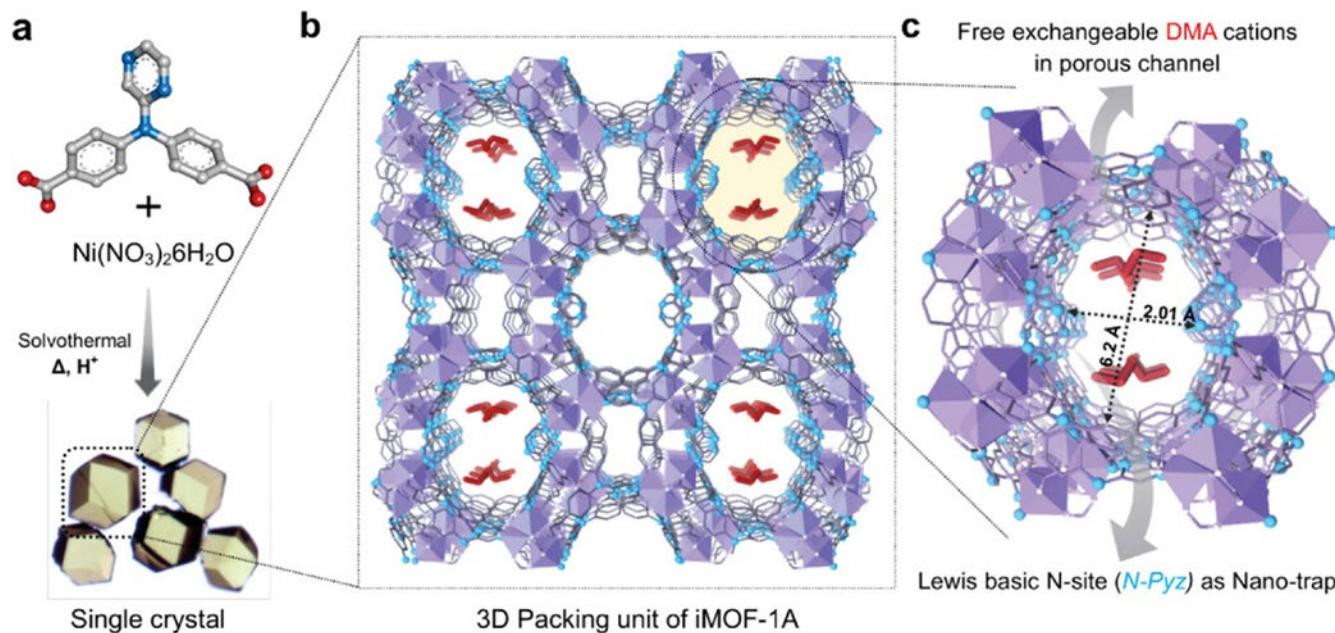 a
+
Ni(NO₃)₂6H₂O
Solvothermal
Δ, H⁺
Single crystal
b
3D Packing unit of iMOF-1A
c
Free exchangeable DMA cations
in porous channel
2.01 Å
6.2 Å
Lewis basic N-site (N-Pyz) as Nano-trap